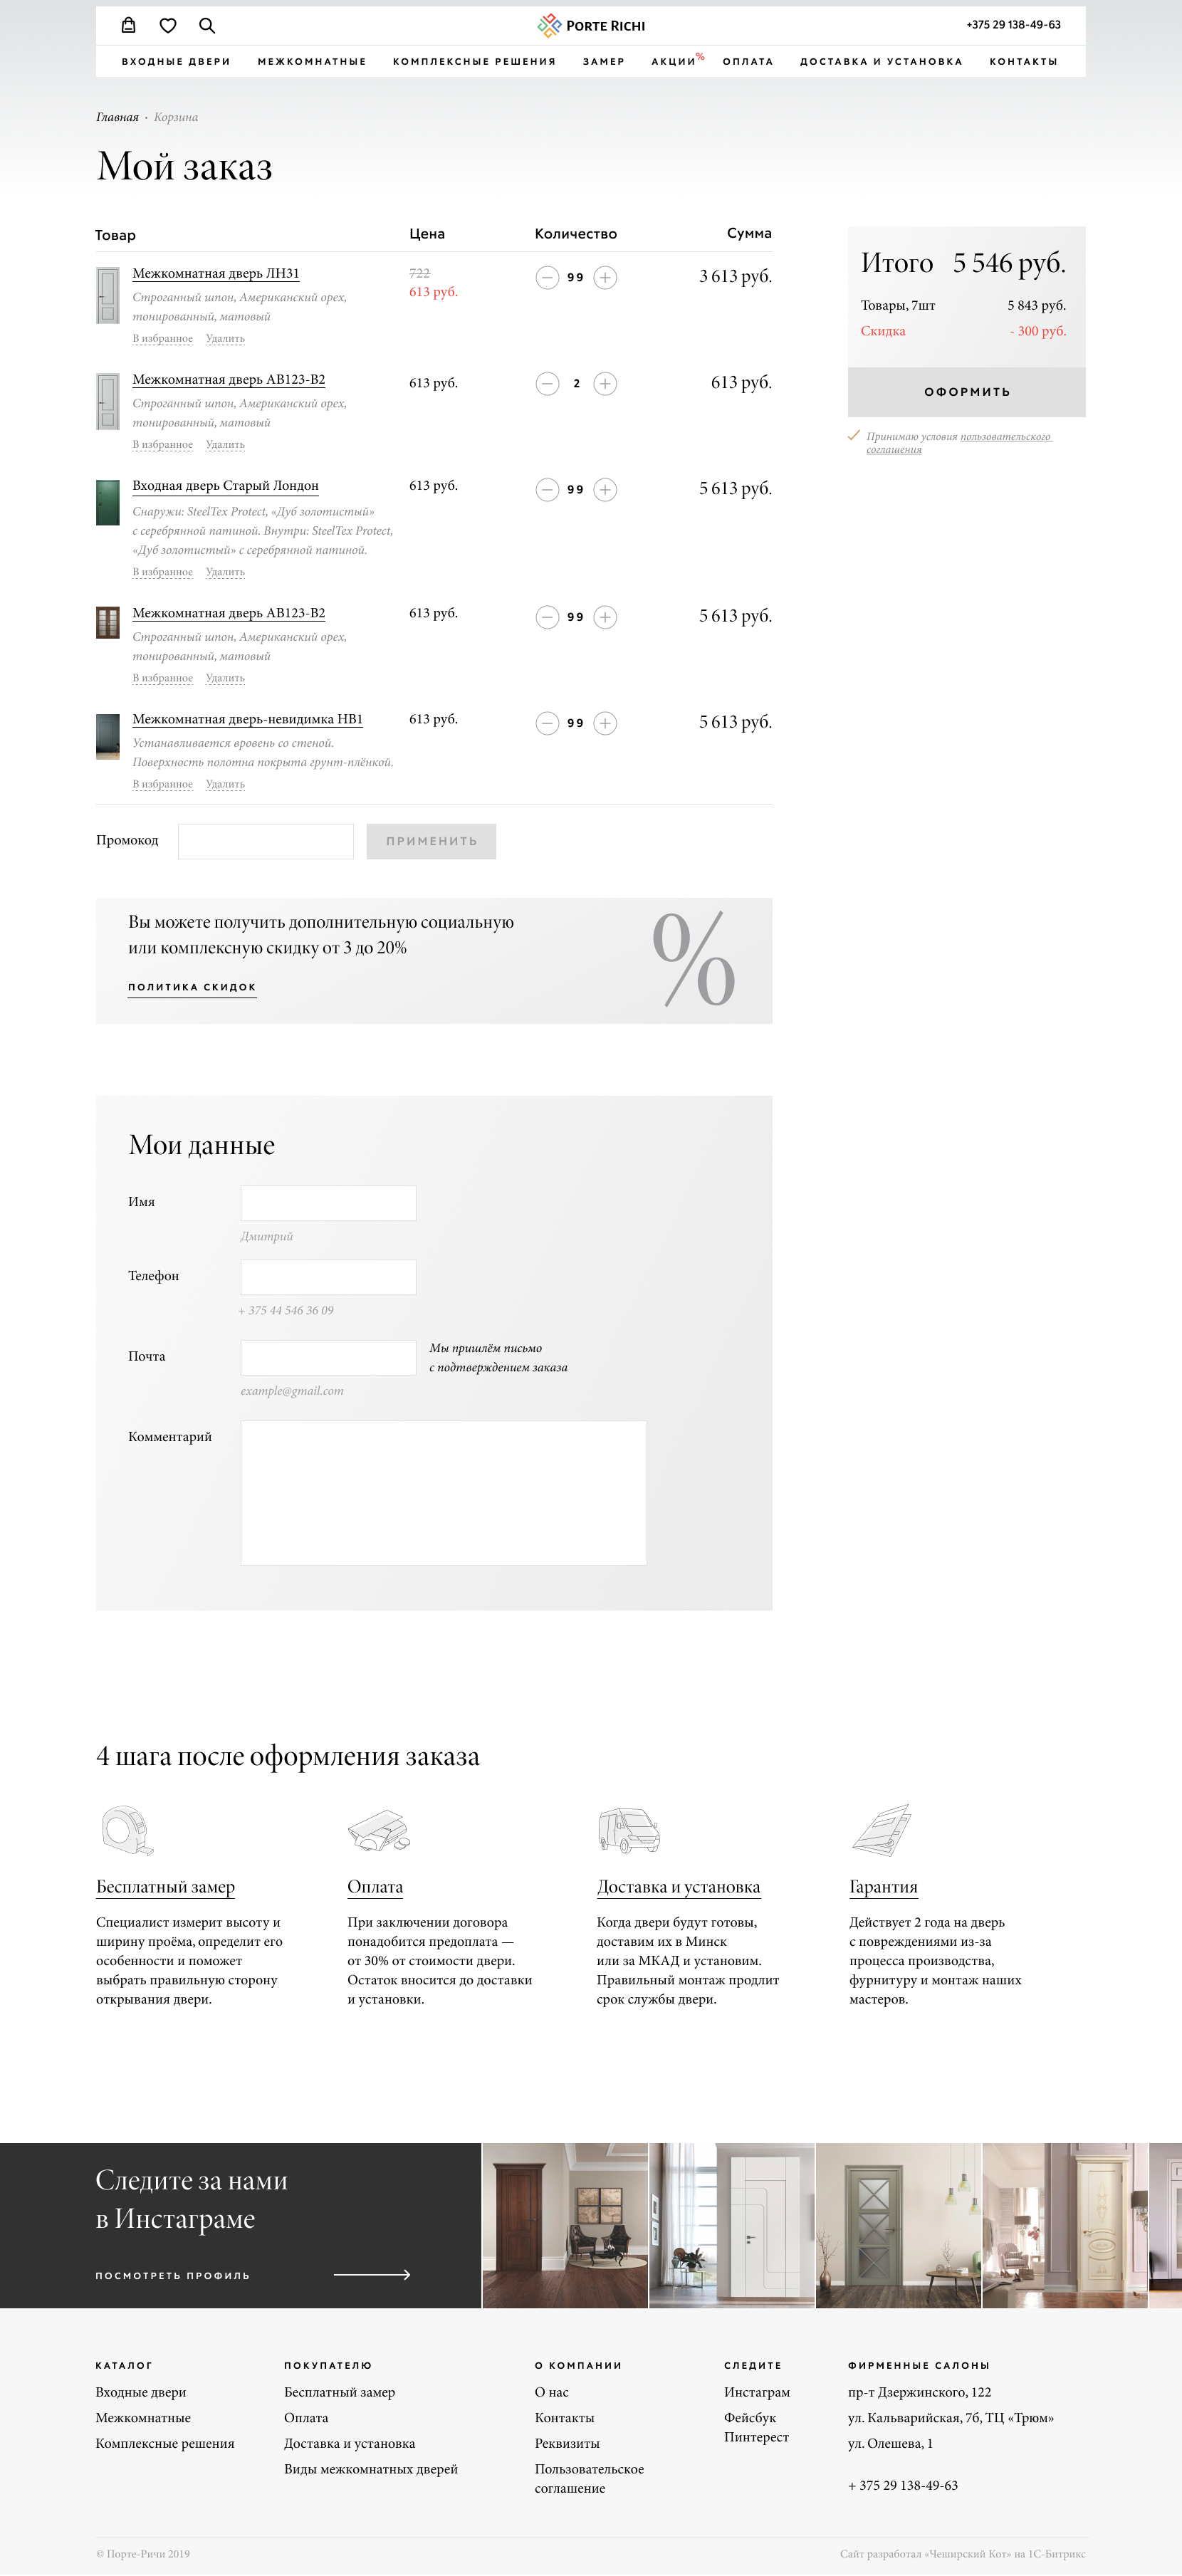 PORTE RICHI
+375 29 138-49-63
ВХОДНЫЕ ДВЕРИ МЕЖКОМНАТНЫЕ КОМПЛЕКСНЫЕ РЕШЕНИЯ ЗАМЕР АКЦИИ% ОПЛАТА ДОСТАВКА И УСТАНОВКА КОНТАКТЫ
Главная • Корзина
Мой заказ
Товар Цена Количество Сумма
Межкомнатная дверь ЛН31
Строганный шпон, Американский орех,
тонированный, матовый
В избранное Удалить
722
613 руб.
99
3 613 руб.
Межкомнатная дверь АВ123-В2
Строганный шпон, Американский орех,
тонированный, матовый
В избранное Удалить
613 руб.
2
613 руб.
Входная дверь Старый Лондон
Снаружи: SteelTex Protect, «Дуб золотистый»
с серебрянной патиной. Внутри: SteelTex Protect,
«Дуб золотистый» с серебрянной патиной.
В избранное Удалить
613 руб.
99
5 613 руб.
Межкомнатная дверь АВ123-В2
Строганный шпон, Американский орех,
тонированный, матовый
В избранное Удалить
613 руб.
99
5 613 руб.
Межкомнатная дверь-невидимка НВ1
Устанавливается вровень со стеной.
Поверхность полотна покрыта грунт-плёнкой.
В избранное Удалить
613 руб.
99
5 613 руб.
Итого 5 546 руб.
Товары, 7шт 5 843 руб.
Скидка - 300 руб.
ОФОРМИТЬ
Принимаю условия пользовательского
соглашения
Промокод
ПРИМЕНИТЬ
Вы можете получить дополнительную социальную
или комплексную скидку от 3 до 20%
ПОЛИТИКА СКИДОК
%
Мои данные
Имя
Дмитрий
Телефон
+ 375 44 546 36 09
Почта
Мы пришлём письмо
с подтверждением заказа
example@gmail.com
Комментарий
4 шага после оформления заказа
Бесплатный замер
Специалист измерит высоту и
ширину проёма, определит его
особенности и поможет
выбрать правильную сторону
открывания двери.
Оплата
При заключении договора
понадобится предоплата —
от 30% от стоимости двери.
Остаток вносится до доставки
и установки.
Доставка и установка
Когда двери будут готовы,
доставим их в Минск
или за МКАД и установим.
Правильный монтаж продлит
срок службы двери.
Гарантия
Действует 2 года на дверь
с повреждениями из-за
процесса производства,
фурнитуру и монтаж наших
мастеров.
Следите за нами
в Инстаграме
ПОСМОТРЕТЬ ПРОФИЛЬ
КАТАЛОГ
Входные двери
Межкомнатные
Комплексные решения
ПОКУПАТЕЛЮ
Бесплатный замер
Оплата
Доставка и установка
Виды межкомнатных дверей
О КОМПАНИИ
О нас
Контакты
Реквизиты
Пользовательское
соглашение
СЛЕДИТЕ
Инстаграм
Фейсбук
Пинтерест
ФИРМЕННЫЕ САЛОНЫ
пр-т Дзержинского, 122
ул. Кальварийская, 7б, ТЦ «Трюм»
ул. Олешева, 1
+ 375 29 138-49-63
© Порте-Ричи 2019
Сайт разработал «Чеширский Кот» на 1С-Битрикс